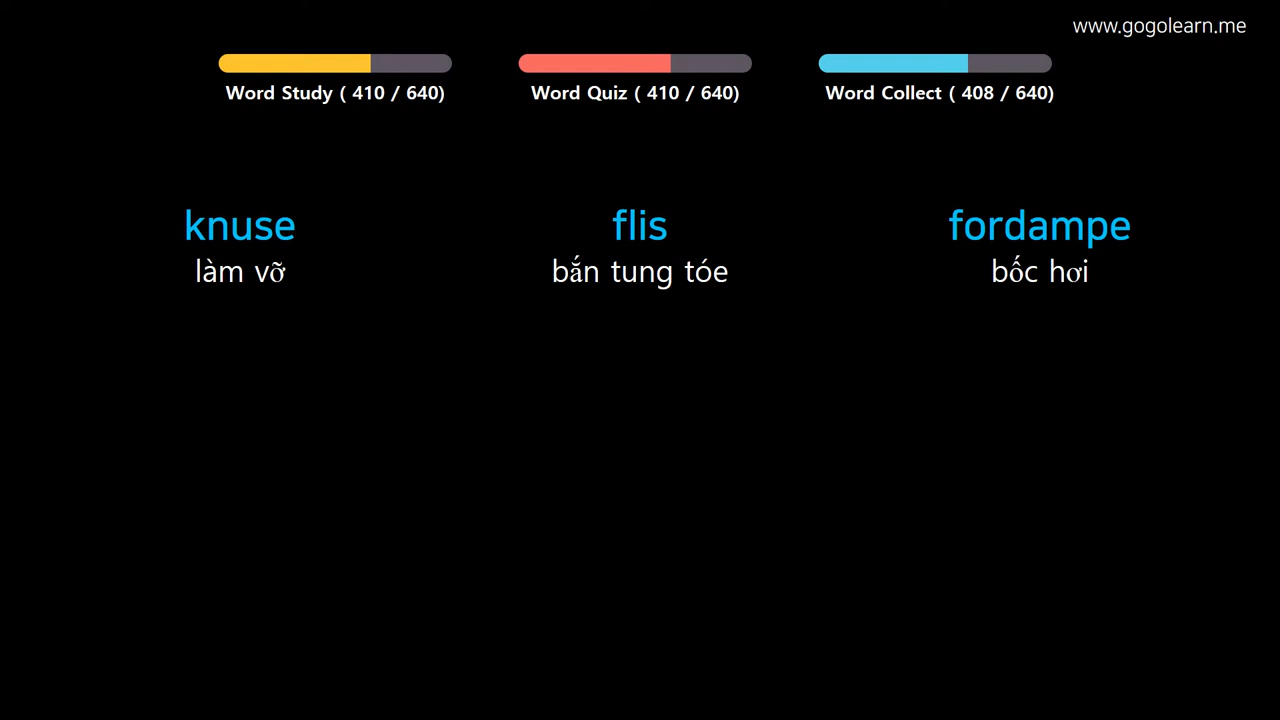 www.gogolearn.me
Word Study ( 410 / 640)
Word Quiz ( 410 / 640)
Word Collect ( 408 / 640)
knuse
làm vỡ
flis
bắn tung tóe
fordampe
bốc hơi